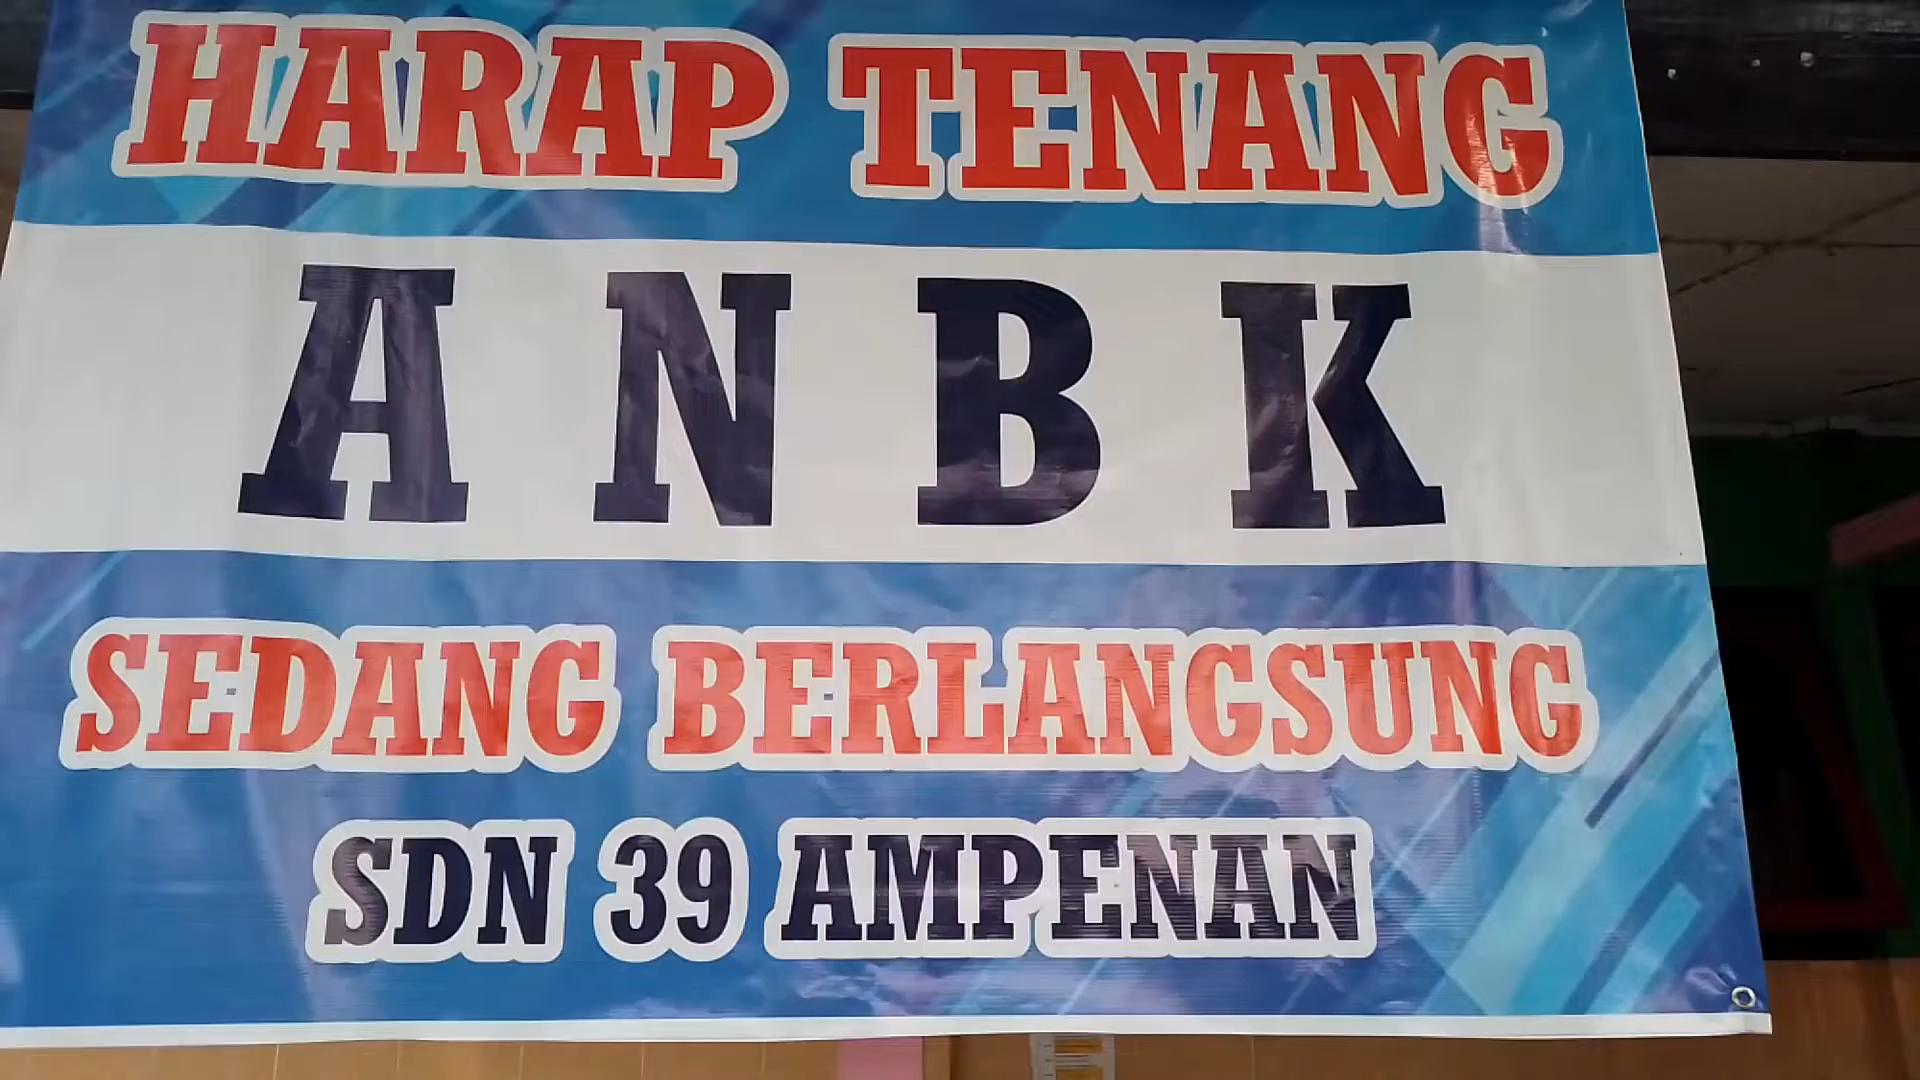 HARAP TENANG
A N B K
SEDANG BERLANGSUNG
SDN 39 AMPENAN